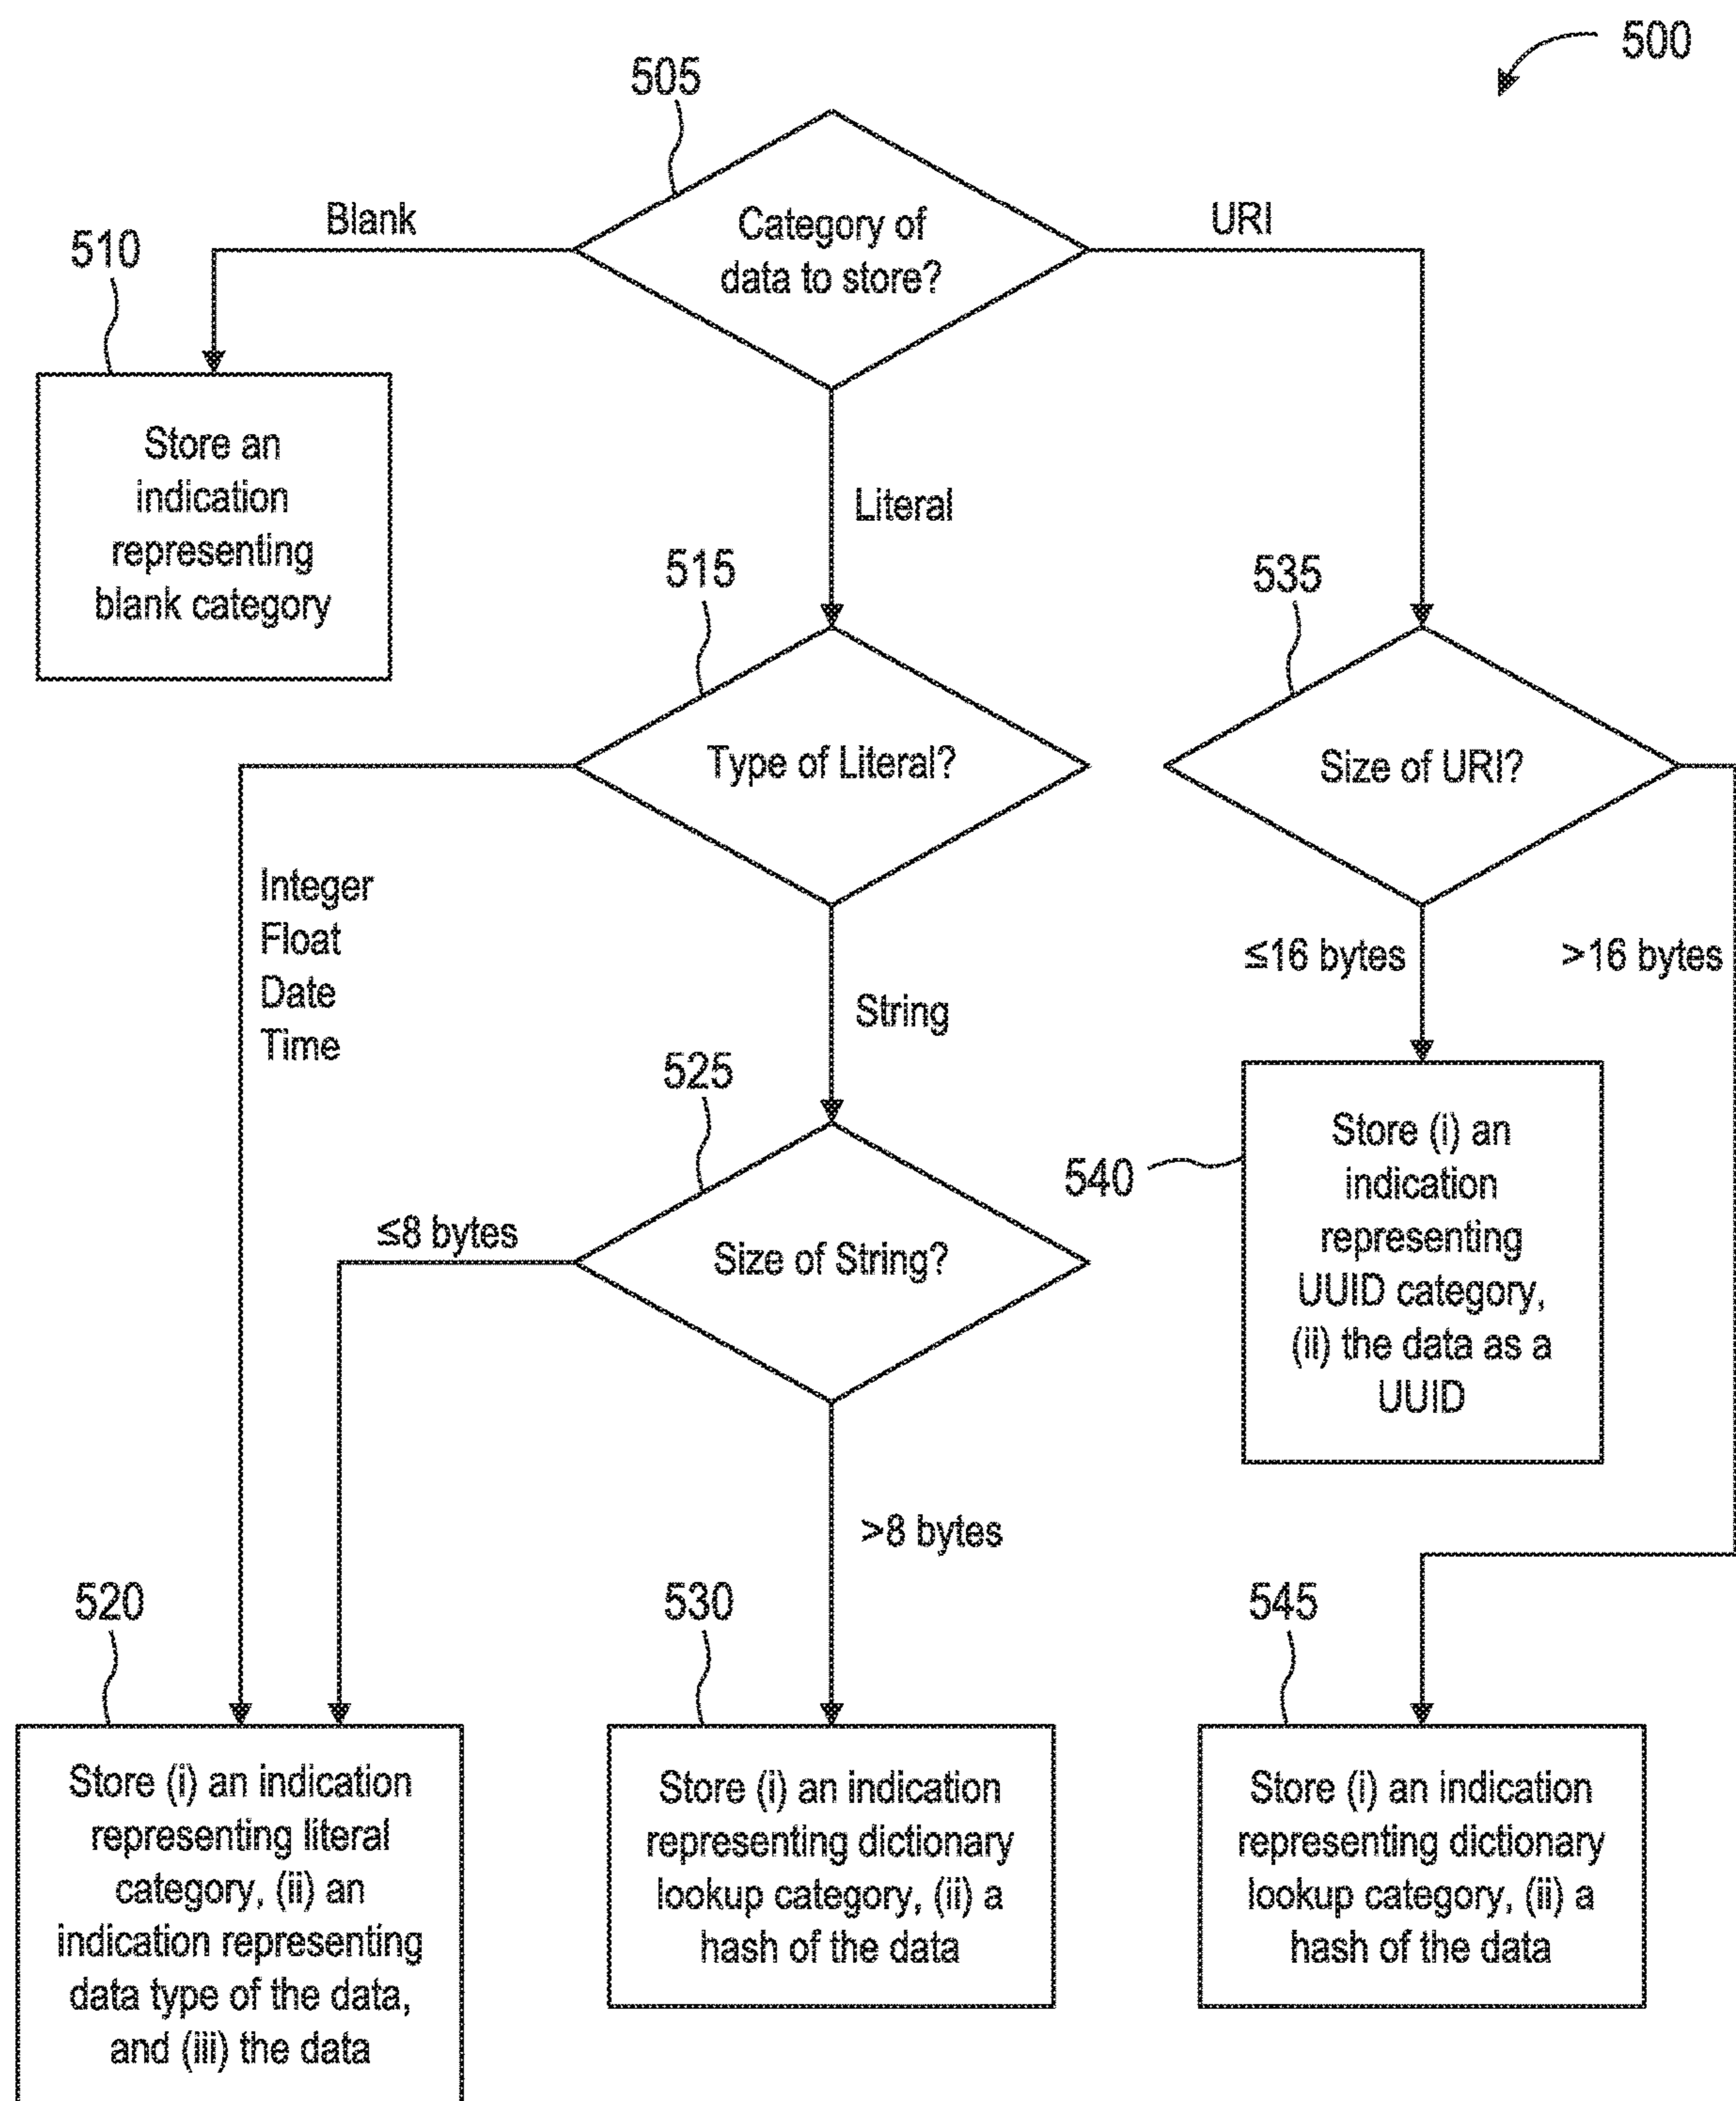 500
505
Category of
data to store?
Blank
URI
510
Store an
indication
representing
blank category
Literal
515
Type of Literal?
535
Size of URI?
Integer
Float
Date
Time
String
≤16 bytes
>16 bytes
525
Size of String?
≤8 bytes
>8 bytes
540
Store (i) an
indication
representing
UUID category,
(ii) the data as a
UUID
520
Store (i) an indication
representing literal
category, (ii) an
indication representing
data type of the data,
and (iii) the data
530
Store (i) an indication
representing dictionary
lookup category, (ii) a
hash of the data
545
Store (i) an indication
representing dictionary
lookup category, (ii) a
hash of the data